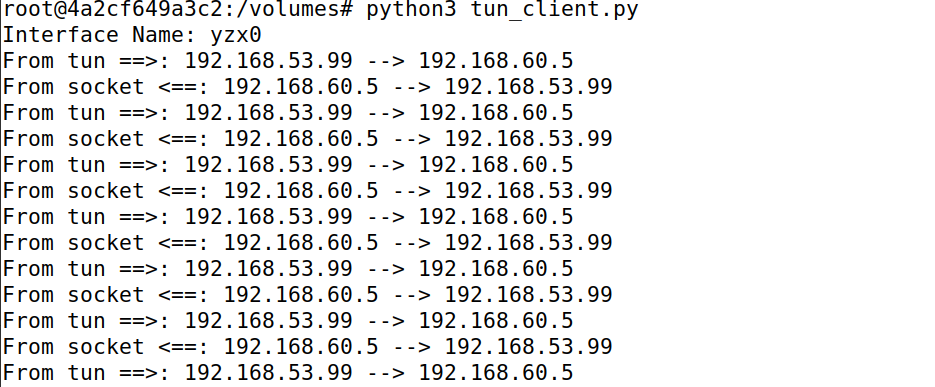 root@4a2cf649a3c2:/volumes# python3 tun_client.py
Interface Name: yzx0
From tun ==>: 192.168.53.99 --> 192.168.60.5
From socket <==: 192.168.60.5 --> 192.168.53.99
From tun ==>: 192.168.53.99 --> 192.168.60.5
From socket <==: 192.168.60.5 --> 192.168.53.99
From tun ==>: 192.168.53.99 --> 192.168.60.5
From socket <==: 192.168.60.5 --> 192.168.53.99
From tun ==>: 192.168.53.99 --> 192.168.60.5
From socket <==: 192.168.60.5 --> 192.168.53.99
From tun ==>: 192.168.53.99 --> 192.168.60.5
From socket <==: 192.168.60.5 --> 192.168.53.99
From tun ==>: 192.168.53.99 --> 192.168.60.5
From socket <==: 192.168.60.5 --> 192.168.53.99
From tun ==>: 192.168.53.99 --> 192.168.60.5